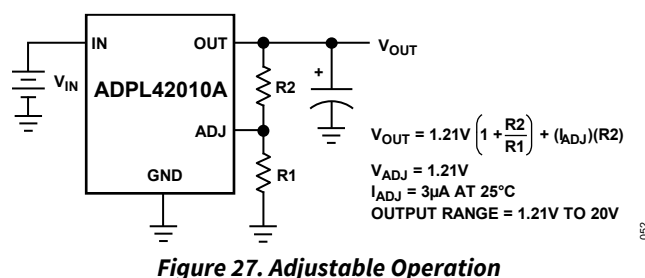 IN
OUT
VOUT
VIN
ADPL42010A
R2
ADJ
R1
GND
+
VOUT = 1.21V (1 + R2/R1) + (IADJ)(R2)
VADJ = 1.21V
IADJ = 3µA AT 25°C
OUTPUT RANGE = 1.21V TO 20V
052
Figure 27. Adjustable Operation